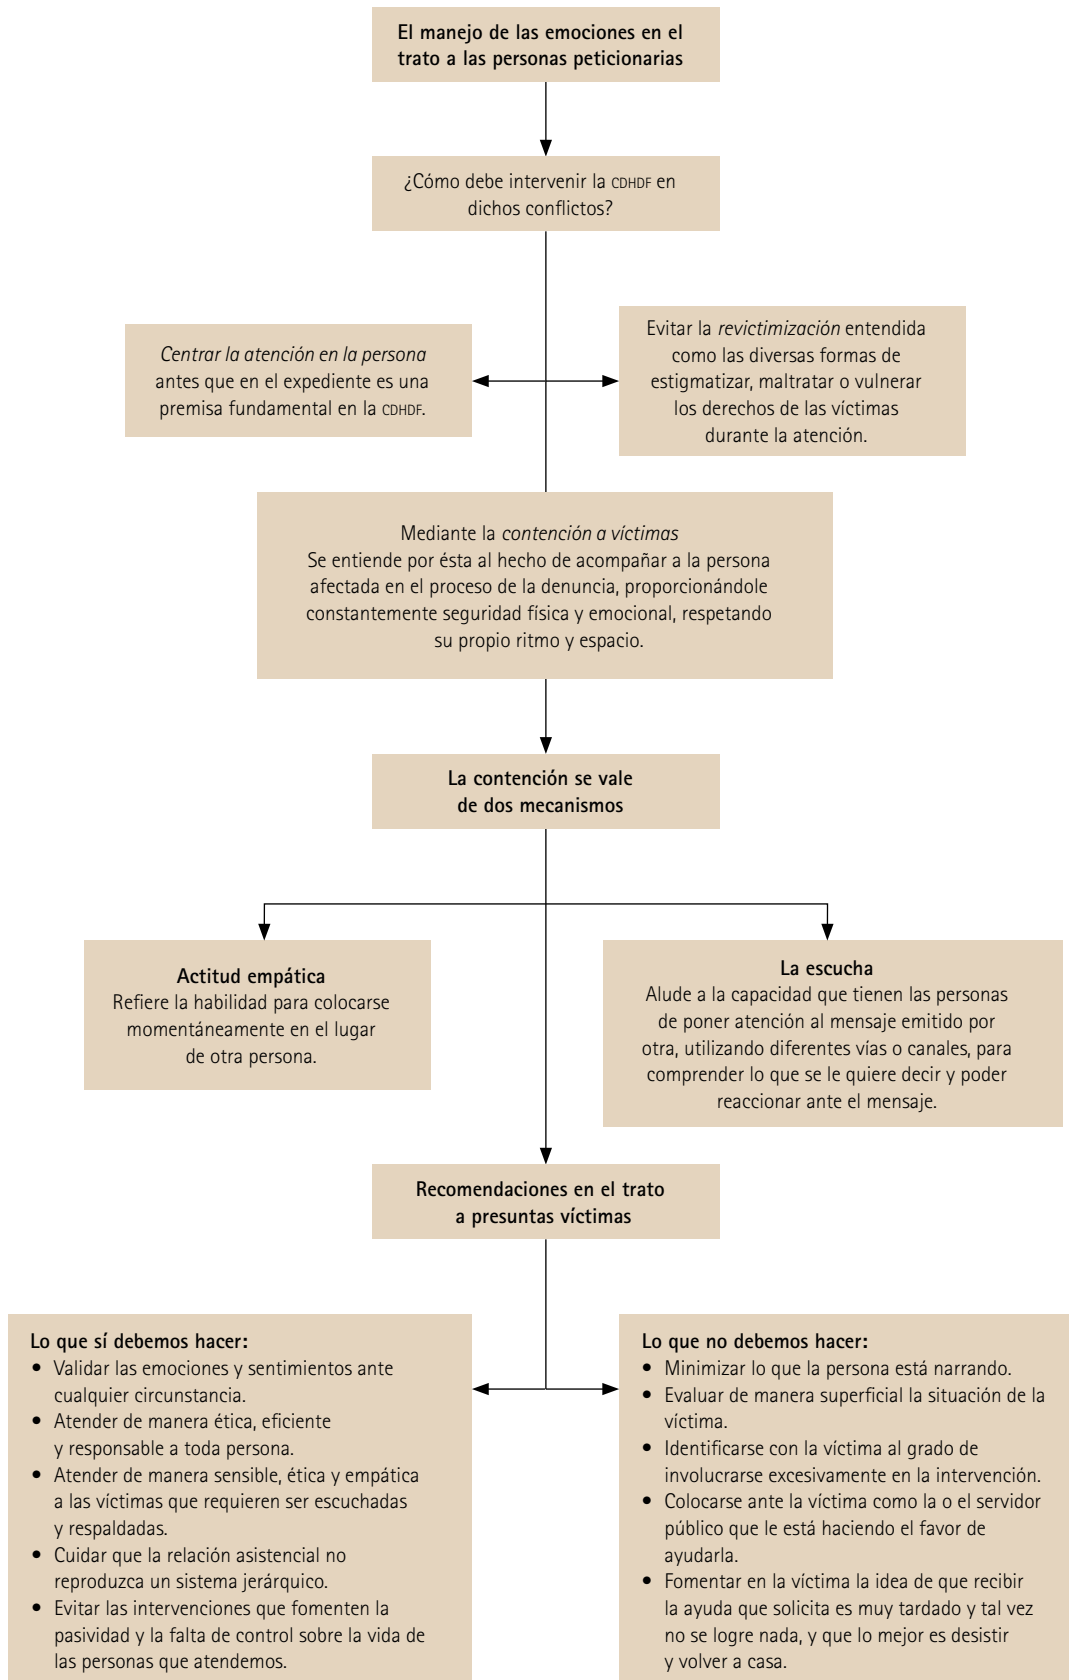 El manejo de las emociones en el
trato a las personas peticionarias
¿Cómo debe intervenir la CDHDF en
dichos conflictos?
Centrar la atención en la persona
antes que en el expediente es una
premisa fundamental en la CDHDF.
Evitar la revictimización entendida
como las diversas formas de
estigmatizar, maltratar o vulnerar
los derechos de las víctimas
durante la atención.
Mediante la contención a víctimas
Se entiende por ésta al hecho de acompañar a la persona
afectada en el proceso de la denuncia, proporcionándole
constantemente seguridad física y emocional, respetando
su propio ritmo y espacio.
La contención se vale
de dos mecanismos
Actitud empática
Refiere la habilidad para colocarse
momentáneamente en el lugar
de otra persona.
La escucha
Alude a la capacidad que tienen las personas
de poner atención al mensaje emitido por
otra, utilizando diferentes vías o canales, para
comprender lo que se le quiere decir y poder
reaccionar ante el mensaje.
Recomendaciones en el trato
a presuntas víctimas
Lo que sí debemos hacer:
• Validar las emociones y sentimientos ante
cualquier circunstancia.
• Atender de manera ética, eficiente
y responsable a toda persona.
• Atender de manera sensible, ética y empática
a las víctimas que requieren ser escuchadas
y respaldadas.
• Cuidar que la relación asistencial no
reproduzca un sistema jerárquico.
• Evitar las intervenciones que fomenten la
pasividad y la falta de control sobre la vida de
las personas que atendemos.
Lo que no debemos hacer:
• Minimizar lo que la persona está narrando.
• Evaluar de manera superficial la situación de la
víctima.
• Identificarse con la víctima al grado de
involucrarse excesivamente en la intervención.
• Colocarse ante la víctima como la o el servidor
público que le está haciendo el favor de
ayudarla.
• Fomentar en la víctima la idea de que recibir
la ayuda que solicita es muy tardado y tal vez
no se logre nada, y que lo mejor es desistir
y volver a casa.